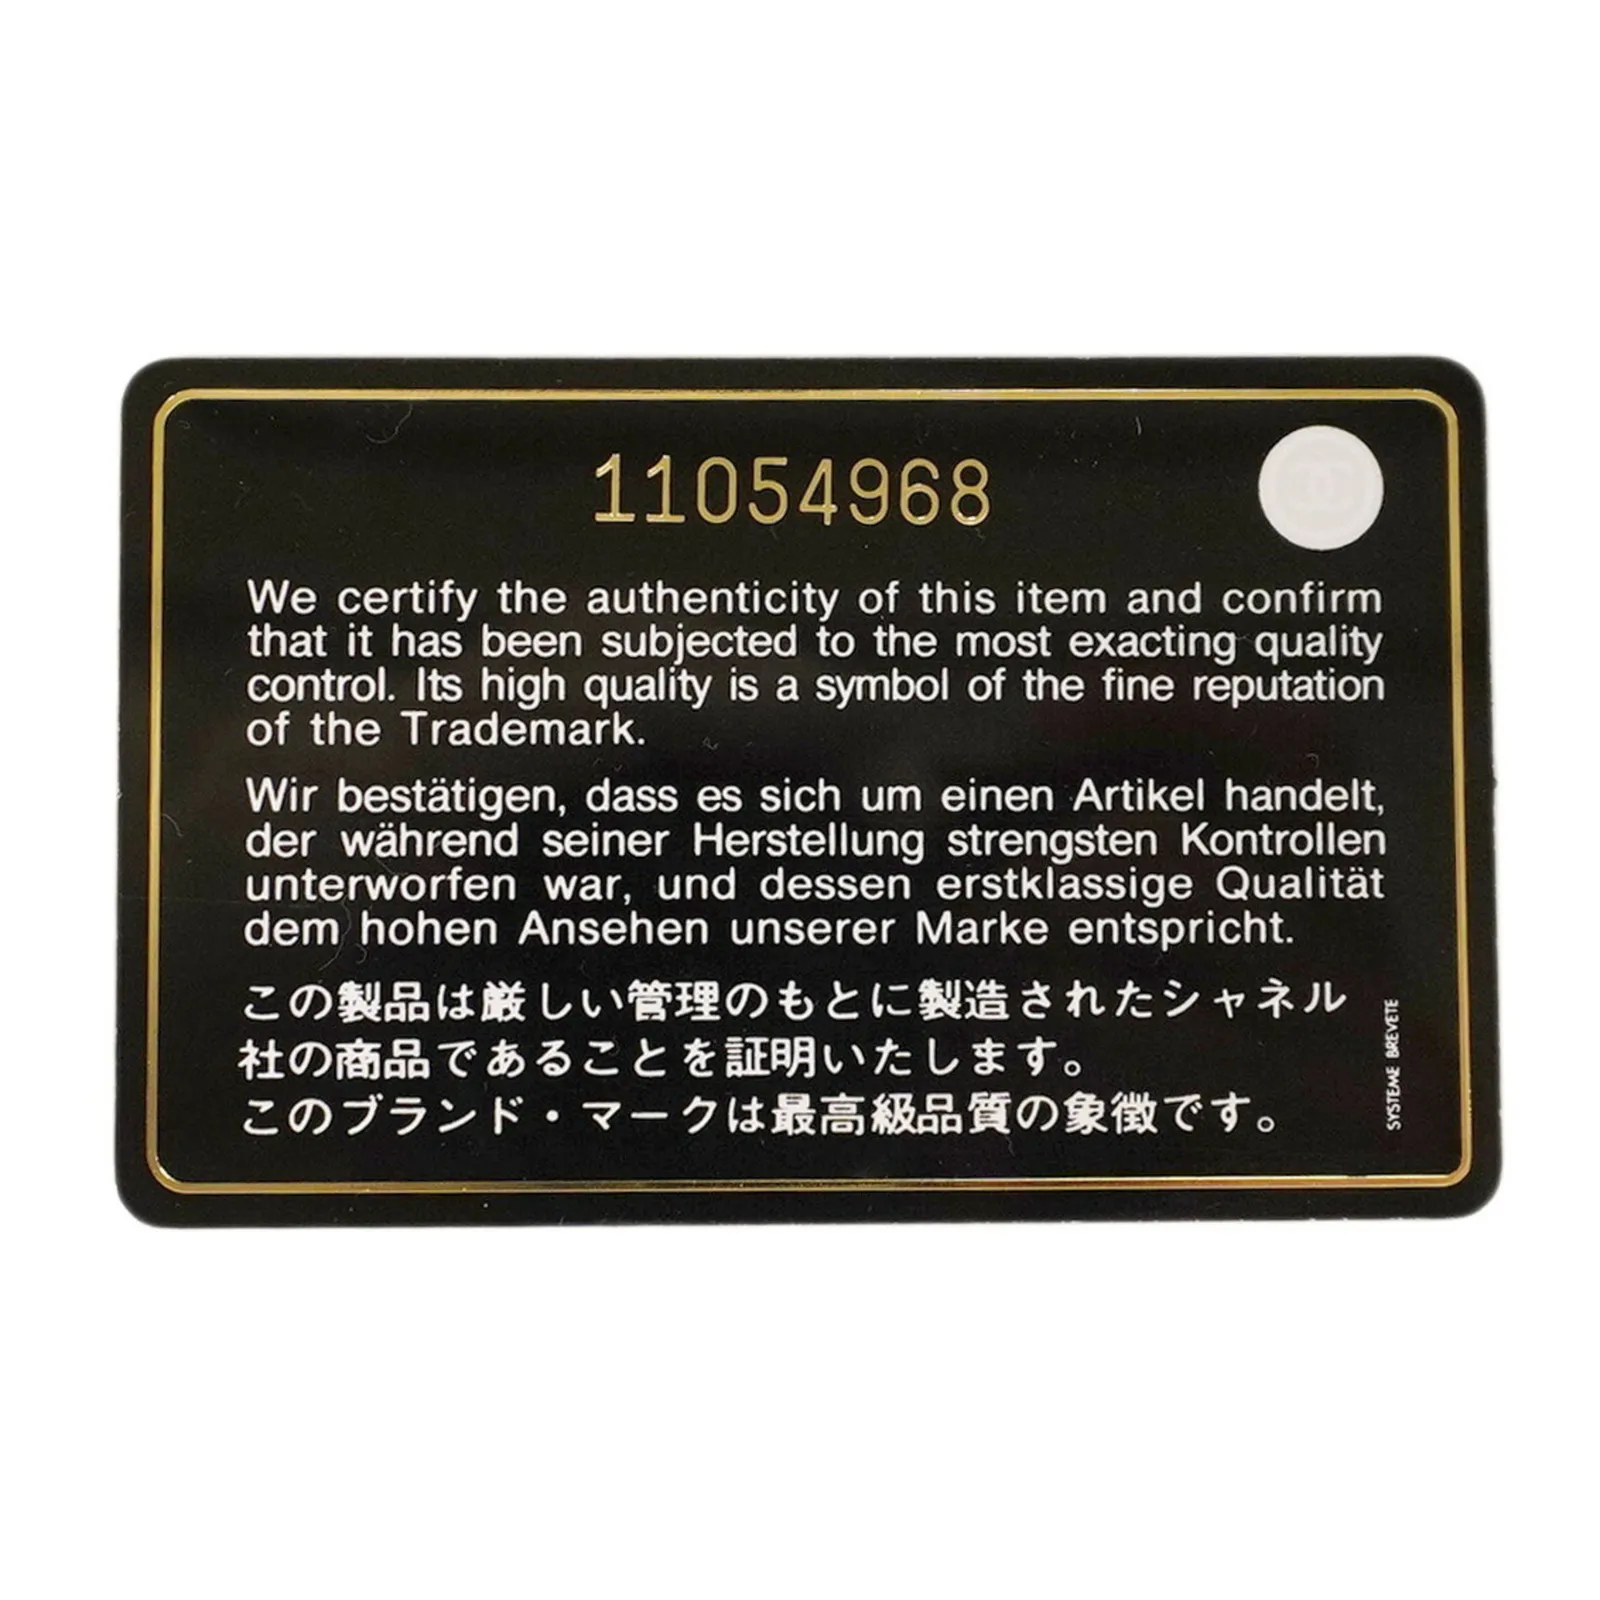 11054968
We certify the authenticity of this item and confirm
that it has been subjected to the most exacting quality
control. Its high quality is a symbol of the fine reputation
of the Trademark.
Wir bestätigen, dass es sich um einen Artikel handelt,
der während seiner Herstellung strengsten Kontrollen
unterworfen war, und dessen erstklassige Qualität
dem hohen Ansehen unserer Marke entspricht.
この製品は厳しい管理のもとに製造されたシャネル
社の商品であることを証明いたします。
このブランド・マークは最高級品質の象徴です。
SYSTEME BREVETE